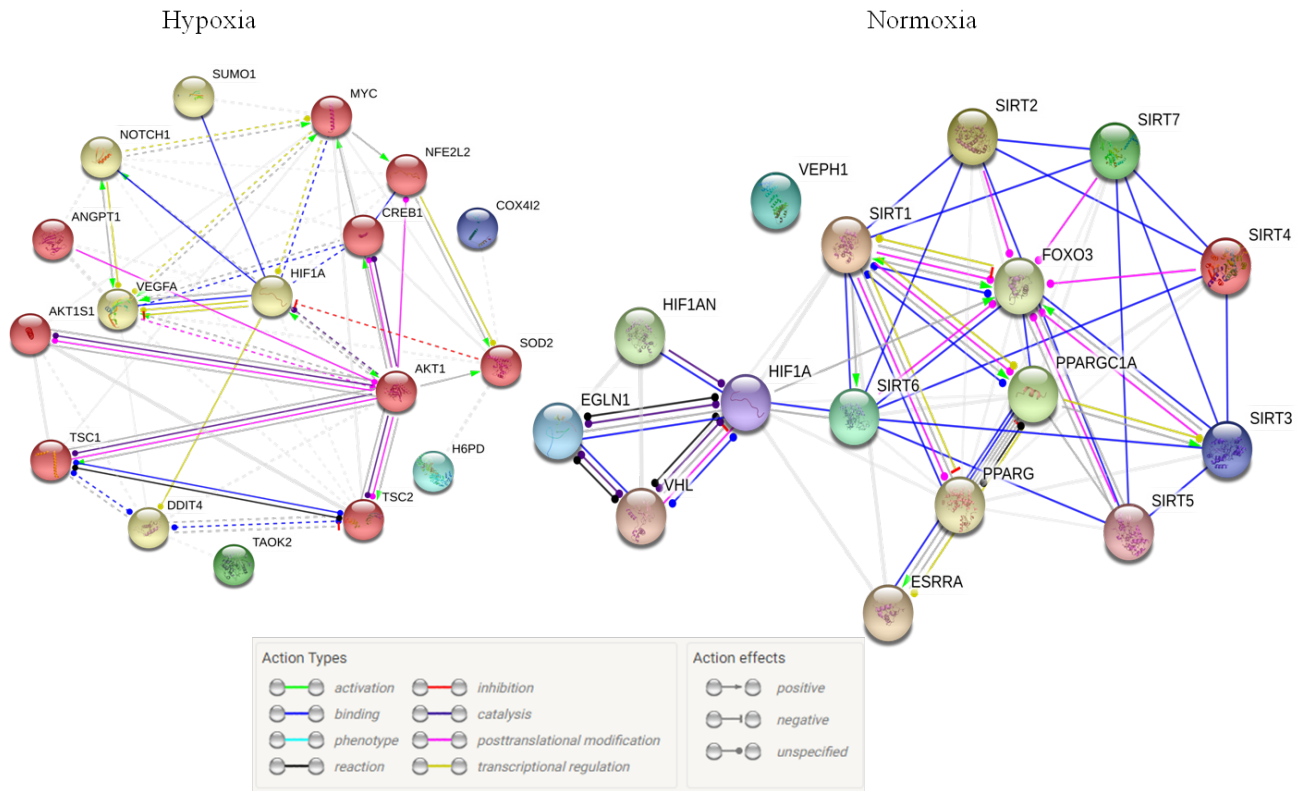 Hypoxia
Normoxia
SUMO1
MYC
NOTCH1
NFE2L2
ANGPT1
CREB1
COX4I2
VEGFA
HIF1A
AKT1S1
SOD2
AKT1
TSC1
H6PD
DDIT4
TSC2
TAOK2
SIRT2
SIRT7
VEPH1
SIRT1
FOXO3
SIRT4
HIF1AN
HIF1A
PPARGC1A
EGLN1
SIRT6
SIRT3
VHL
PPARG
SIRT5
ESRRA
Action Types
activation
inhibition
binding
catalysis
phenotype
posttranslational modification
reaction
transcriptional regulation
Action effects
positive
negative
unspecified